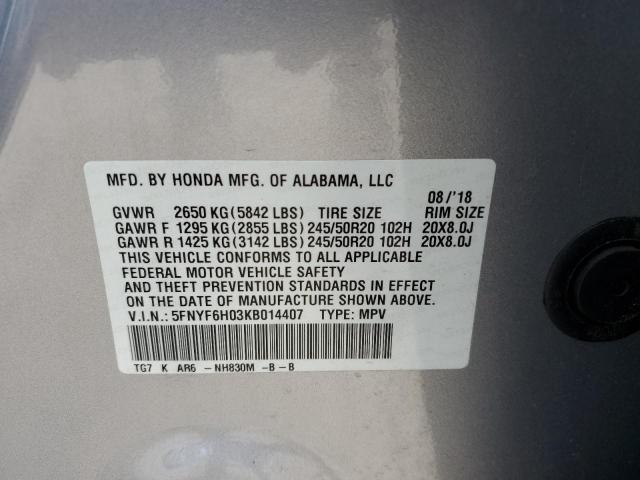 MFD. BY HONDA MFG. OF ALABAMA, LLC
08/'18
GVWR 2650 KG(5842 LBS) TIRE SIZE RIM SIZE
GAWR F 1295 KG(2855 LBS)245/50R20 102H 20X8.0J
GAWR R 1425 KG(3142 LBS)245/50R20 102H 20X8.0J
THIS VEHICLE CONFORMS TO ALL APPLICABLE
FEDERAL MOTOR VEHICLE SAFETY
AND THEFT PREVENTION STANDARDS IN EFFECT
ON THE DATE OF MANUFACTURE SHOWN ABOVE.
V.I.N.: 5FNYF6H03KB014407 TYPE: MPV
TG7 K AR6 -NH830M -B-B